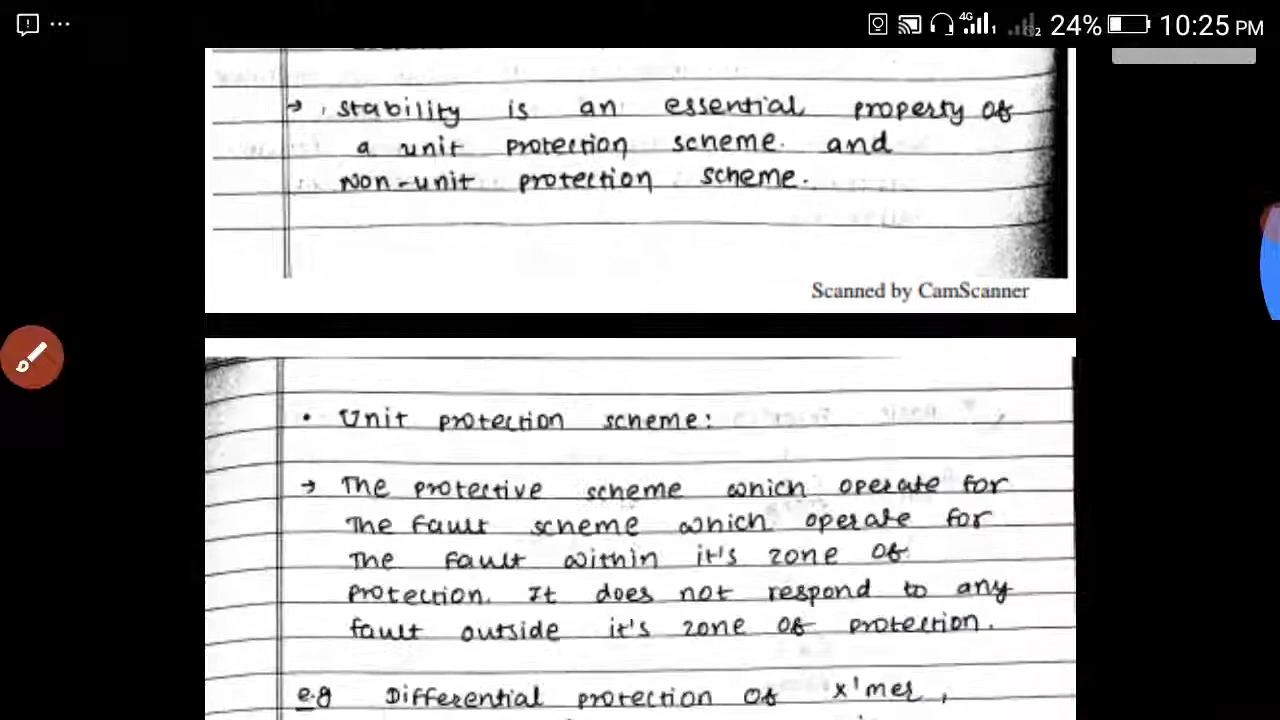 24% 10:25 PM
4G
→ stability is an essential property of
a unit protection scheme. and
Non-unit protection scheme.
Scanned by CamScanner
• Unit protection scheme:
→ The protective scheme which operate for
The fault scheme which operate for
The fault within it's zone of
protection. It does not respond to any
fault outside it's zone of protection.
e.g Differential protection of x'mer,